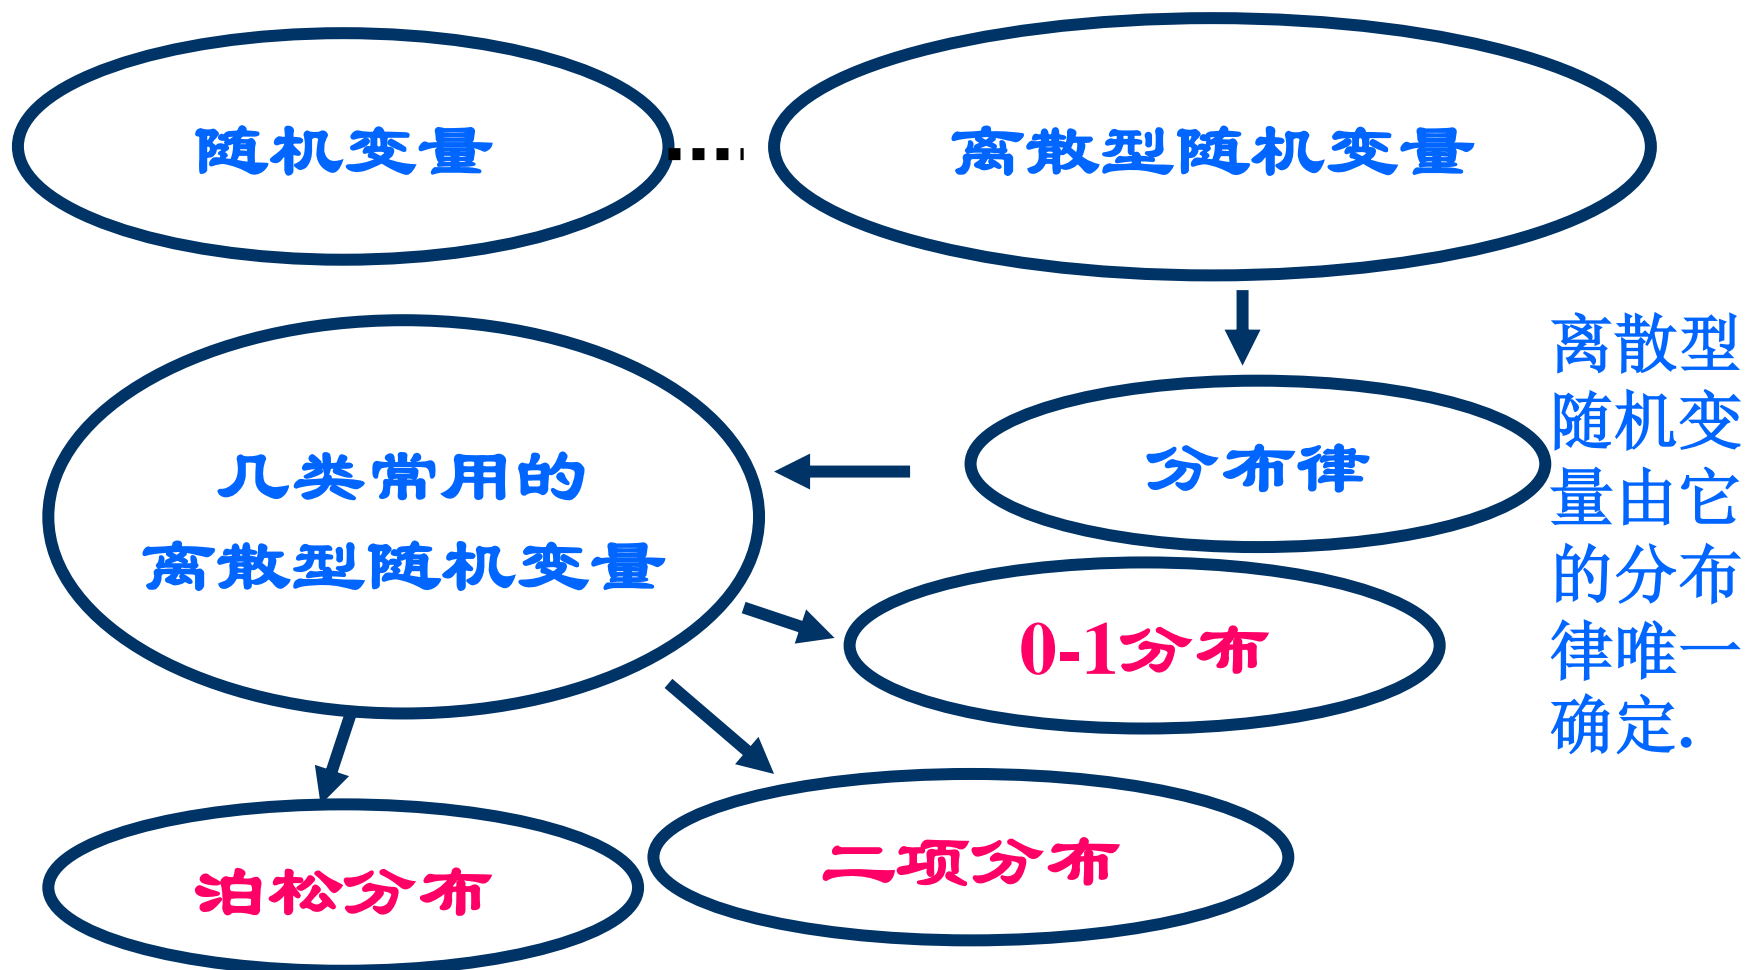 随机变量
离散型随机变量
分布律
离散型
随机变
量由它
的分布
律唯一
确定.
几类常用的
离散型随机变量
0-1分布
二项分布
泊松分布